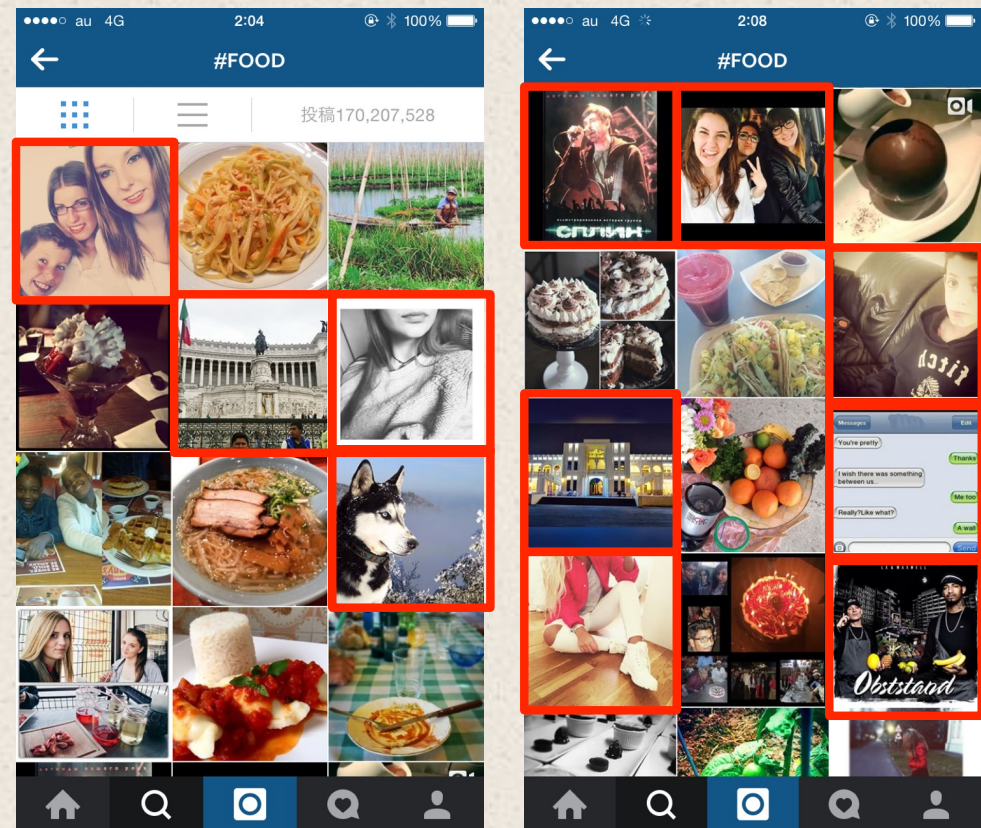 au 4G 2:04 100%
#FOOD
投稿170,207,528
au 4G 2:08 100%
#FOOD
СПЛИН
fitch
Messages
Edit
You're pretty
Thanks
I wish there was something
between us...
Me too
Really?Like what?
A wall
Send
Obststand